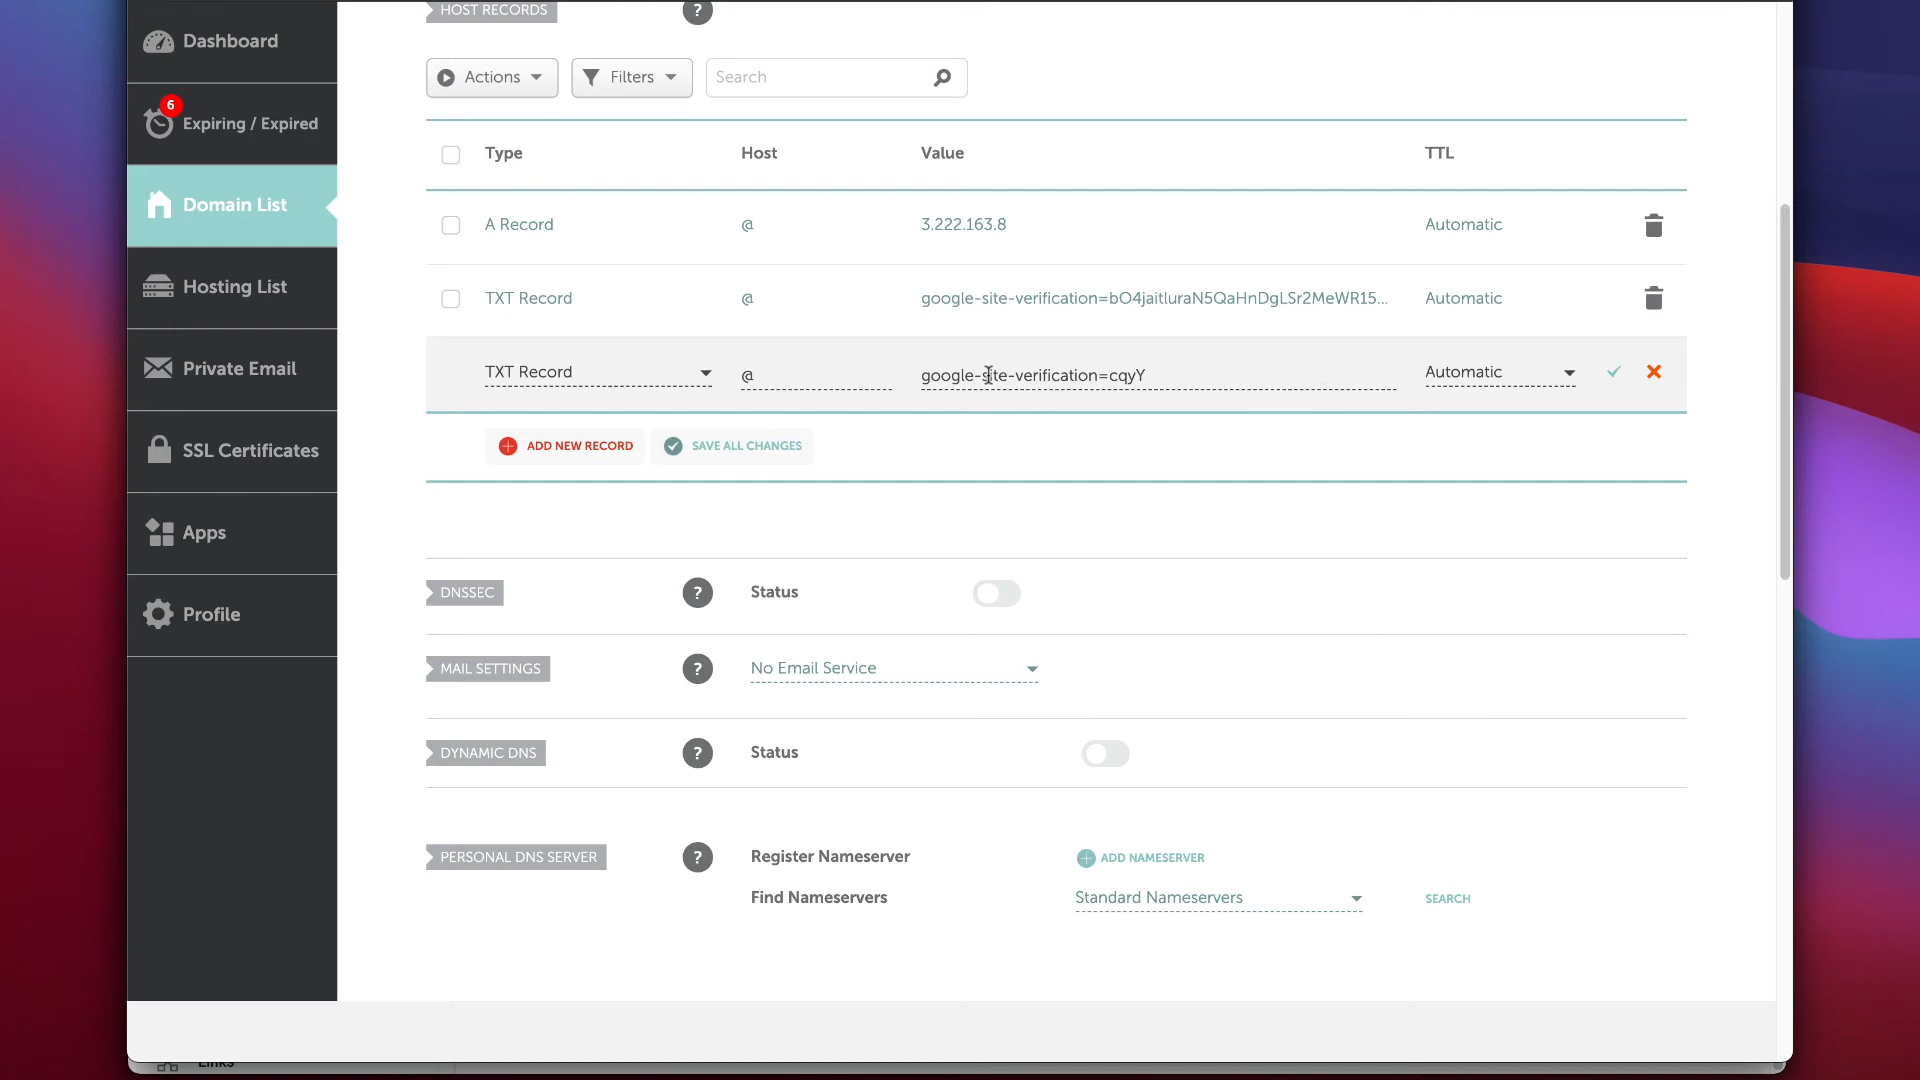 HOST RECORDS ?
Dashboard
Actions Filters Search
6
Expiring / Expired
Type Host Value TTL
Domain List
A Record @ 3.222.163.8 Automatic
Hosting List
TXT Record @ google-site-verification=bO4jaitluraN5QaHnDgLSr2MeWR15... Automatic
Private Email
TXT Record @ google-site-verification=cqyY Automatic
SSL Certificates
ADD NEW RECORD SAVE ALL CHANGES
Apps
DNSSEC ? Status
Profile
MAIL SETTINGS ? No Email Service
DYNAMIC DNS ? Status
PERSONAL DNS SERVER ? Register Nameserver ADD NAMESERVER
Find Nameservers Standard Nameservers SEARCH
Links